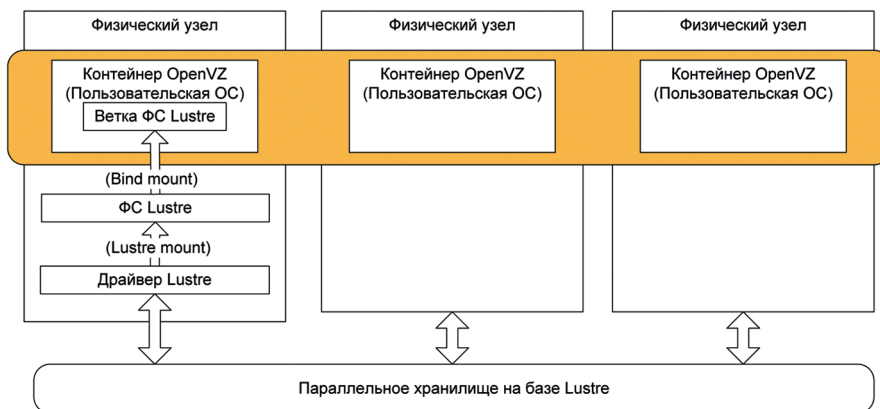 Физический узел
Физический узел
Физический узел
Контейнер OpenVZ
(Пользовательская ОС)
Ветка ФС Lustre
Контейнер OpenVZ
(Пользовательская ОС)
Контейнер OpenVZ
(Пользовательская ОС)
(Bind mount)
ФС Lustre
(Lustre mount)
Драйвер Lustre
Параллельное хранилище на базе Lustre